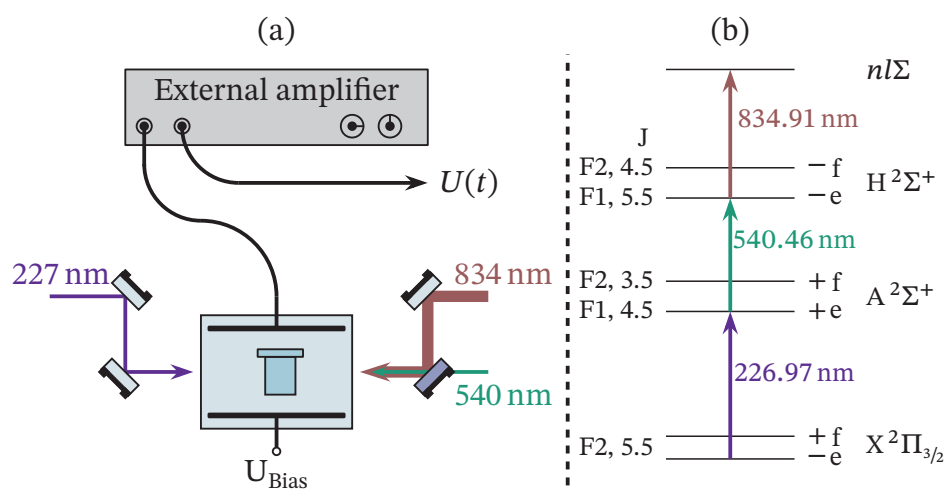 (a)
External amplifier
U(t)
227 nm
834 nm
540 nm
U_Bias
(b)
nlΣ
834.91 nm
J
F2, 4.5
− f
F1, 5.5
− e
H ²Σ⁺
540.46 nm
F2, 3.5
+ f
F1, 4.5
+ e
A ²Σ⁺
226.97 nm
F2, 5.5
+ f
− e
X ²Π₃/₂